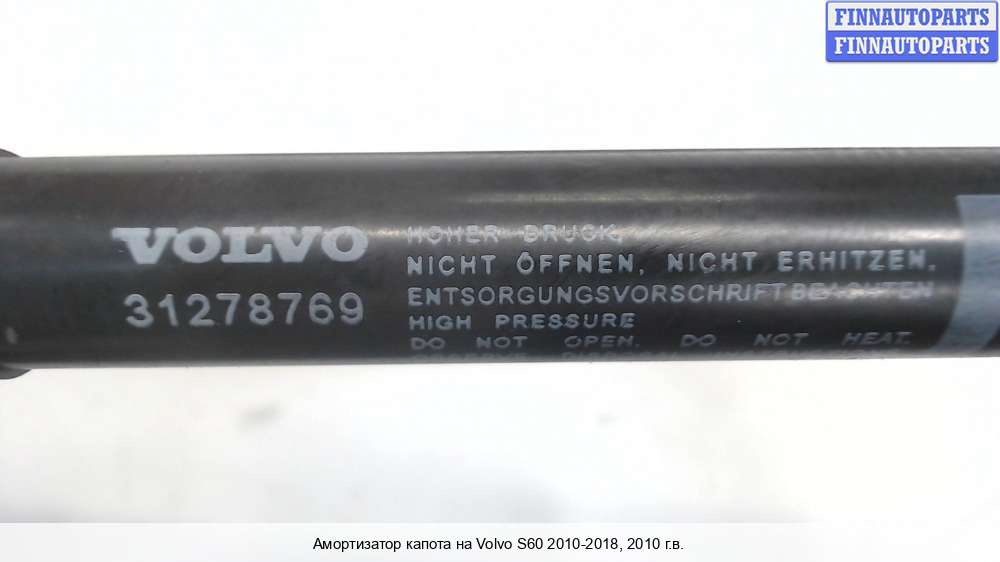 FINNAUTOPARTS
FINNAUTOPARTS
VOLVO
31278769
HOHER DRUCK,
NICHT ÖFFNEN, NICHT ERHITZEN,
ENTSORGUNGSVORSCHRIFT BEACHTEN
HIGH PRESSURE
DO NOT OPEN. DO NOT HEAT.
Амортизатор капота на Volvo S60 2010-2018, 2010 г.в.